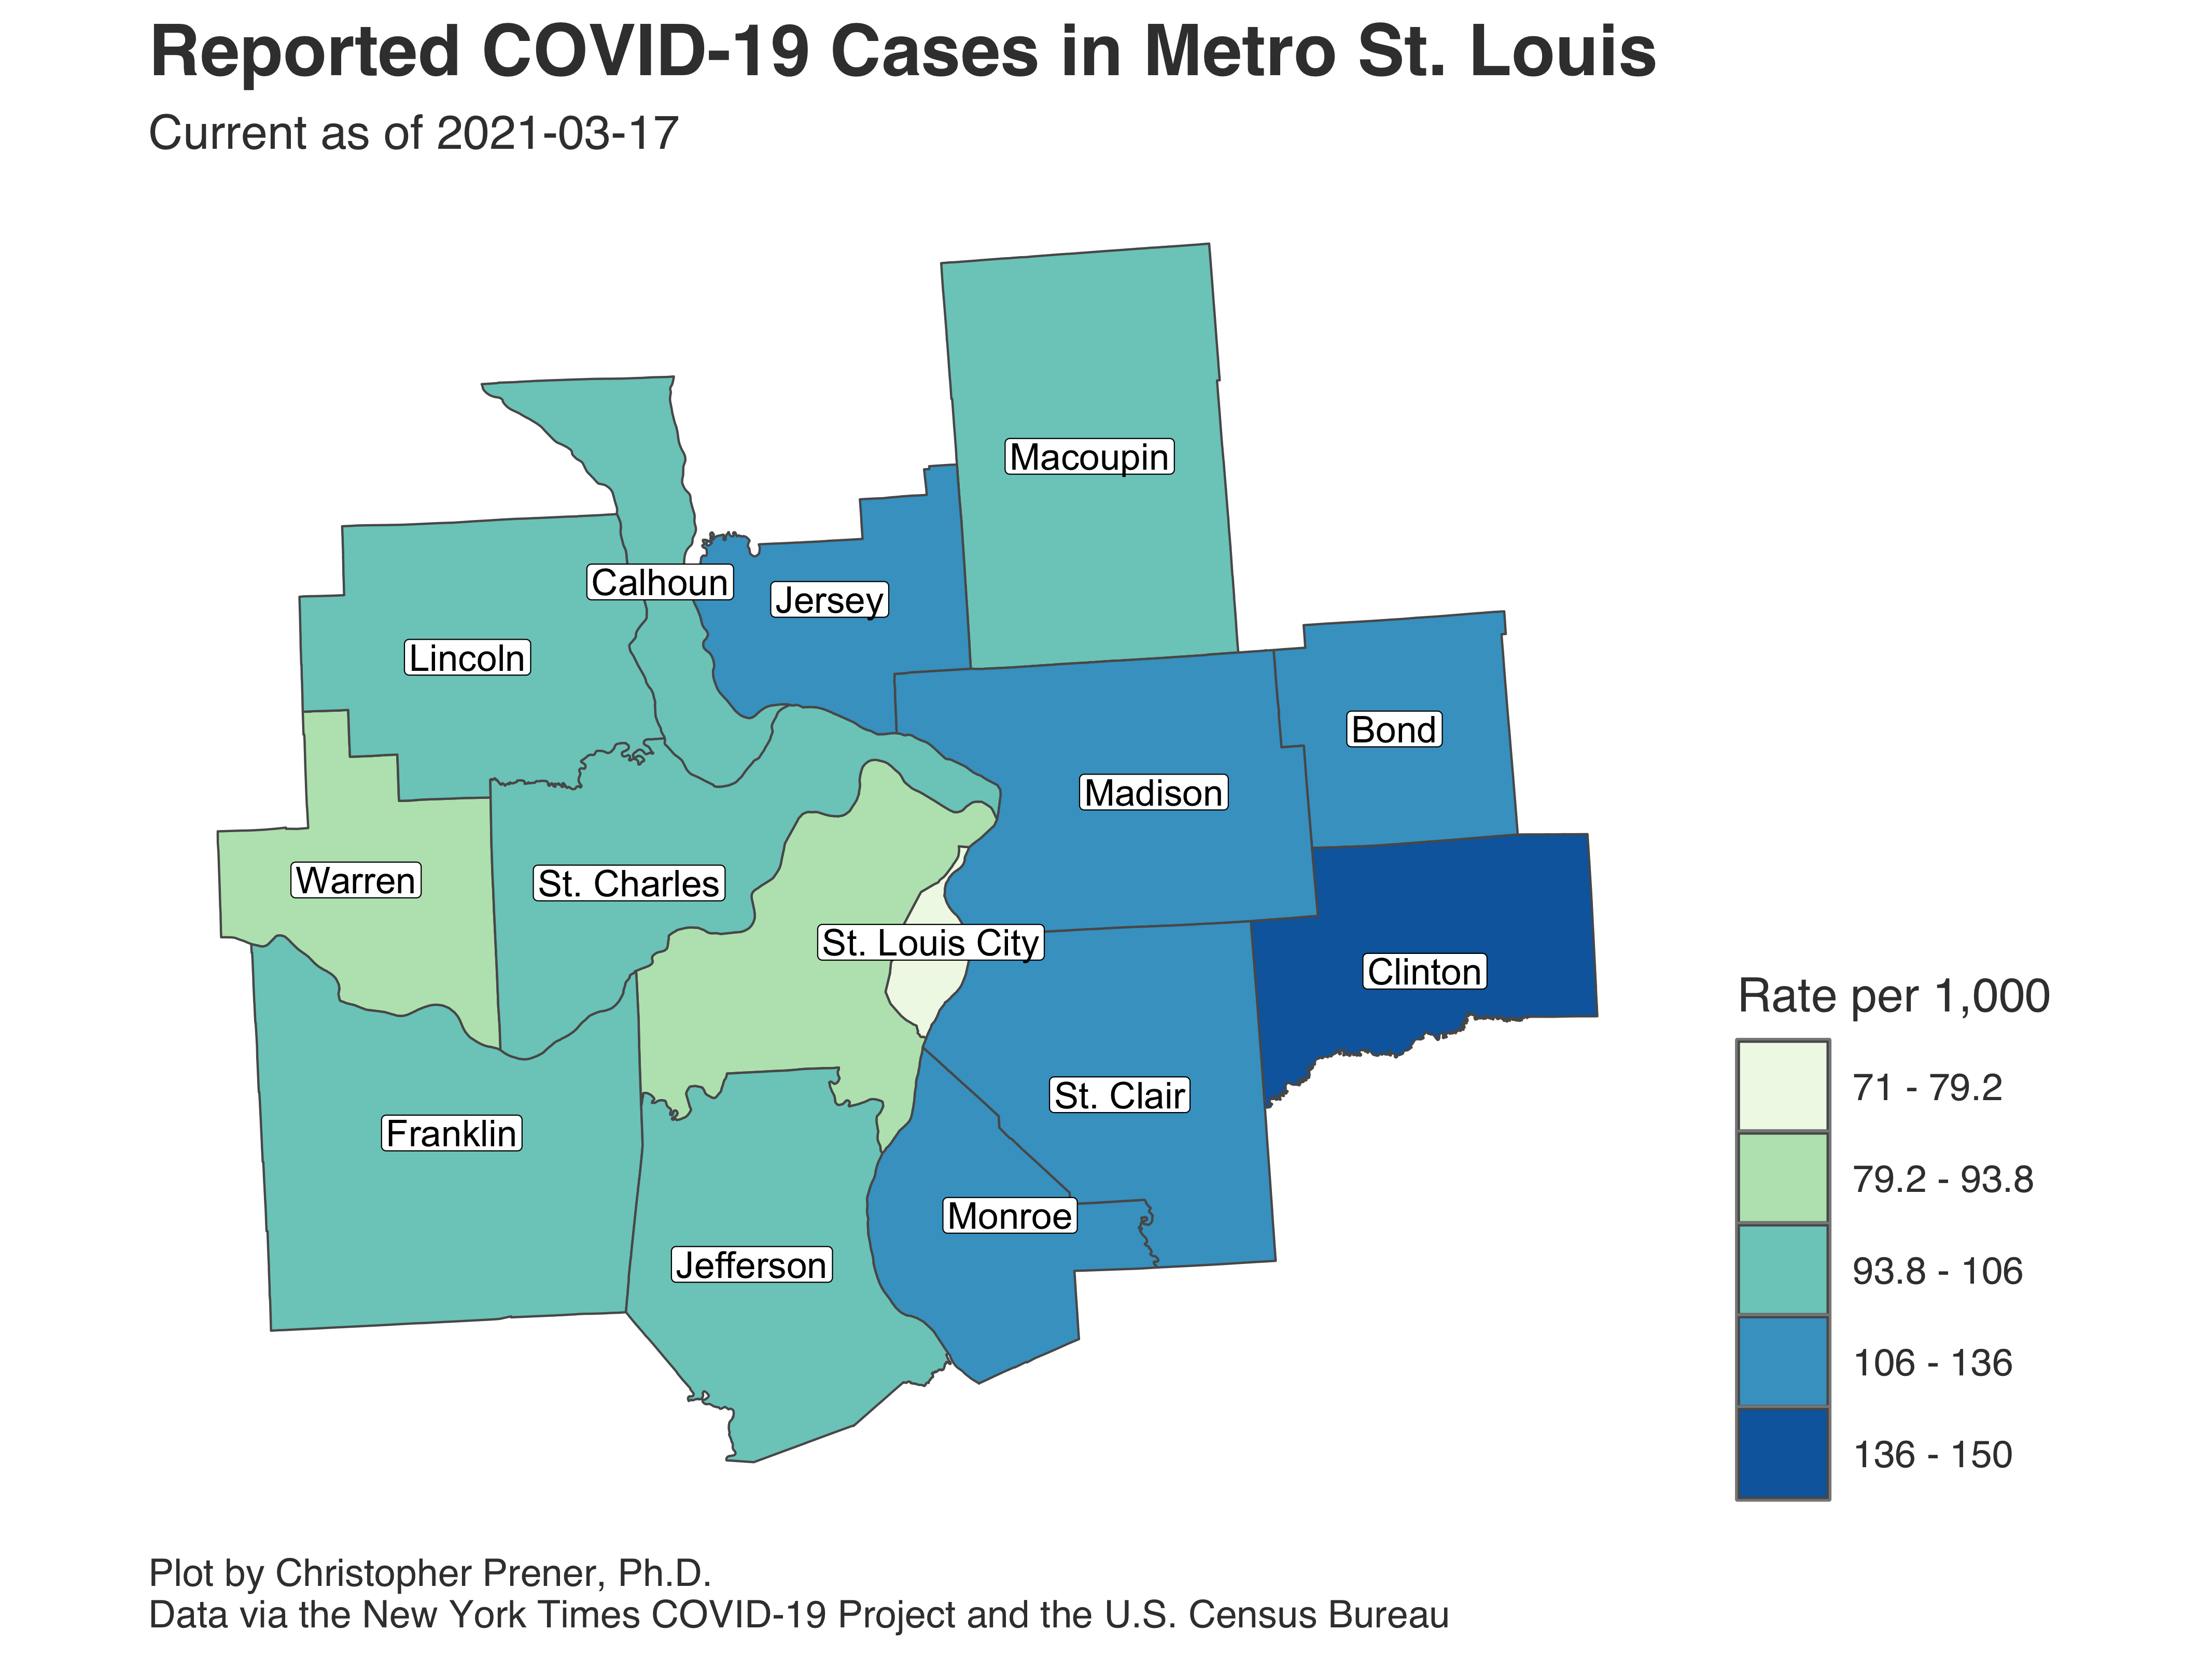 Reported COVID-19 Cases in Metro St. Louis
Current as of 2021-03-17
Macoupin
Calhoun
Jersey
Lincoln
Bond
Madison
Warren
St. Charles
St. Louis City
Clinton
St. Clair
Franklin
Monroe
Jefferson
Rate per 1,000
71 - 79.2
79.2 - 93.8
93.8 - 106
106 - 136
136 - 150
Plot by Christopher Prener, Ph.D.
Data via the New York Times COVID-19 Project and the U.S. Census Bureau